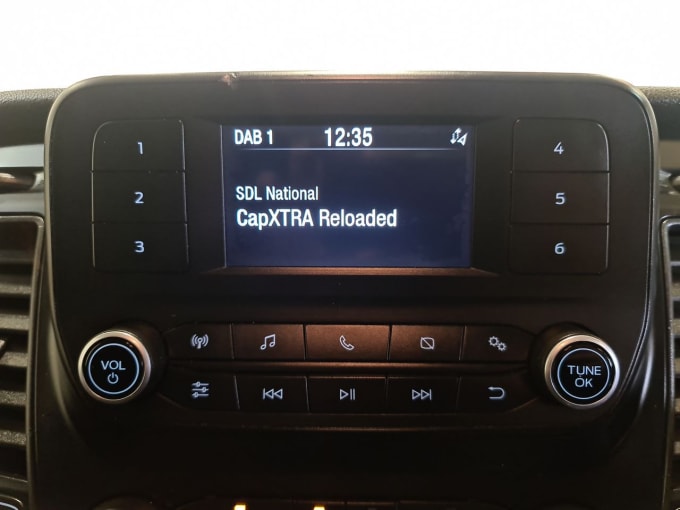 DAB 1 12:35
SDL National
CapXTRA Reloaded
1
2
3
4
5
6
VOL
TUNE
OK